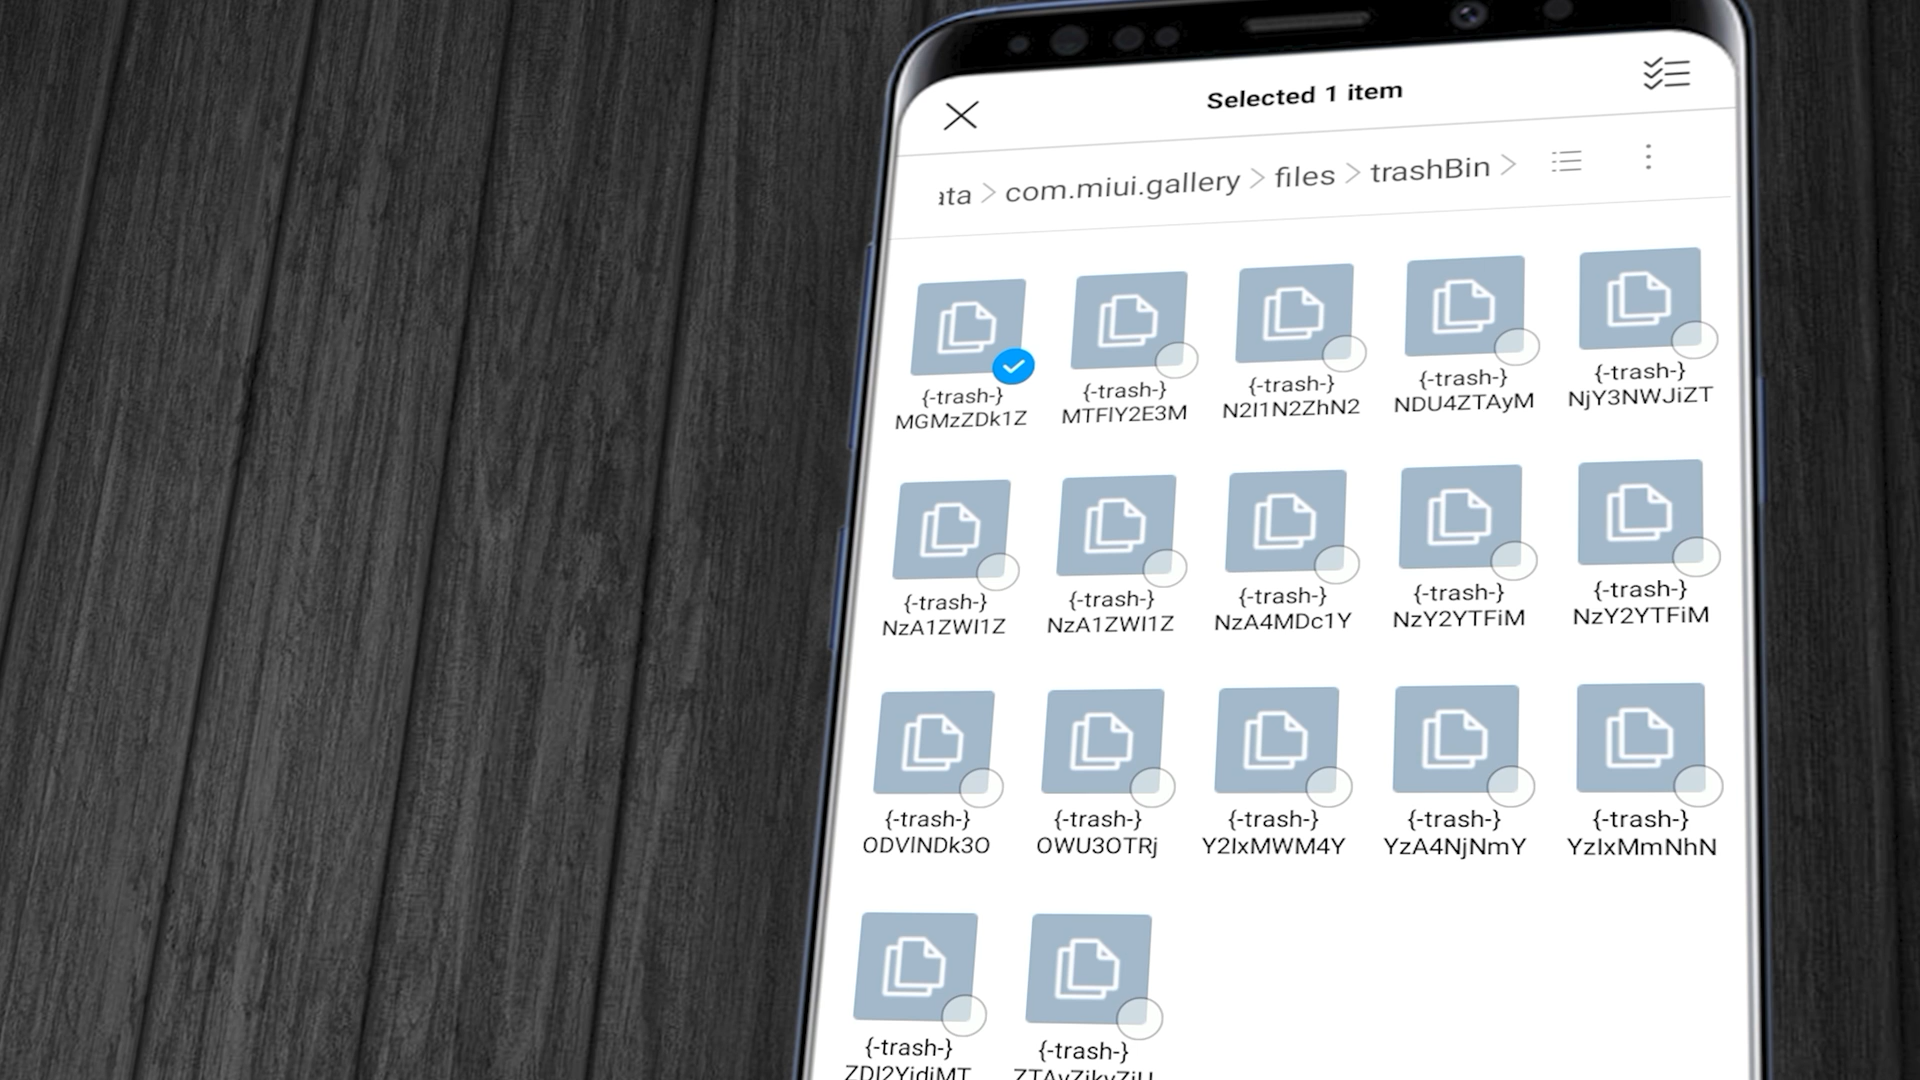 Selected 1 item
ata > com.miui.gallery > files > trashBin >
{-trash-}
MGMzZDk1Z
{-trash-}
MTFlY2E3M
{-trash-}
N2I1N2ZhN2
{-trash-}
NDU4ZTAyM
{-trash-}
NjY3NWJiZT
{-trash-}
NzA1ZWI1Z
{-trash-}
NzA1ZWI1Z
{-trash-}
NzA4MDc1Y
{-trash-}
NzY2YTFiM
{-trash-}
NzY2YTFiM
{-trash-}
ODVlNDk3O
{-trash-}
OWU3OTRj
{-trash-}
Y2IxMWM4Y
{-trash-}
YzA4NjNmY
{-trash-}
YzIxMmNhN
{-trash-}
{-trash-}